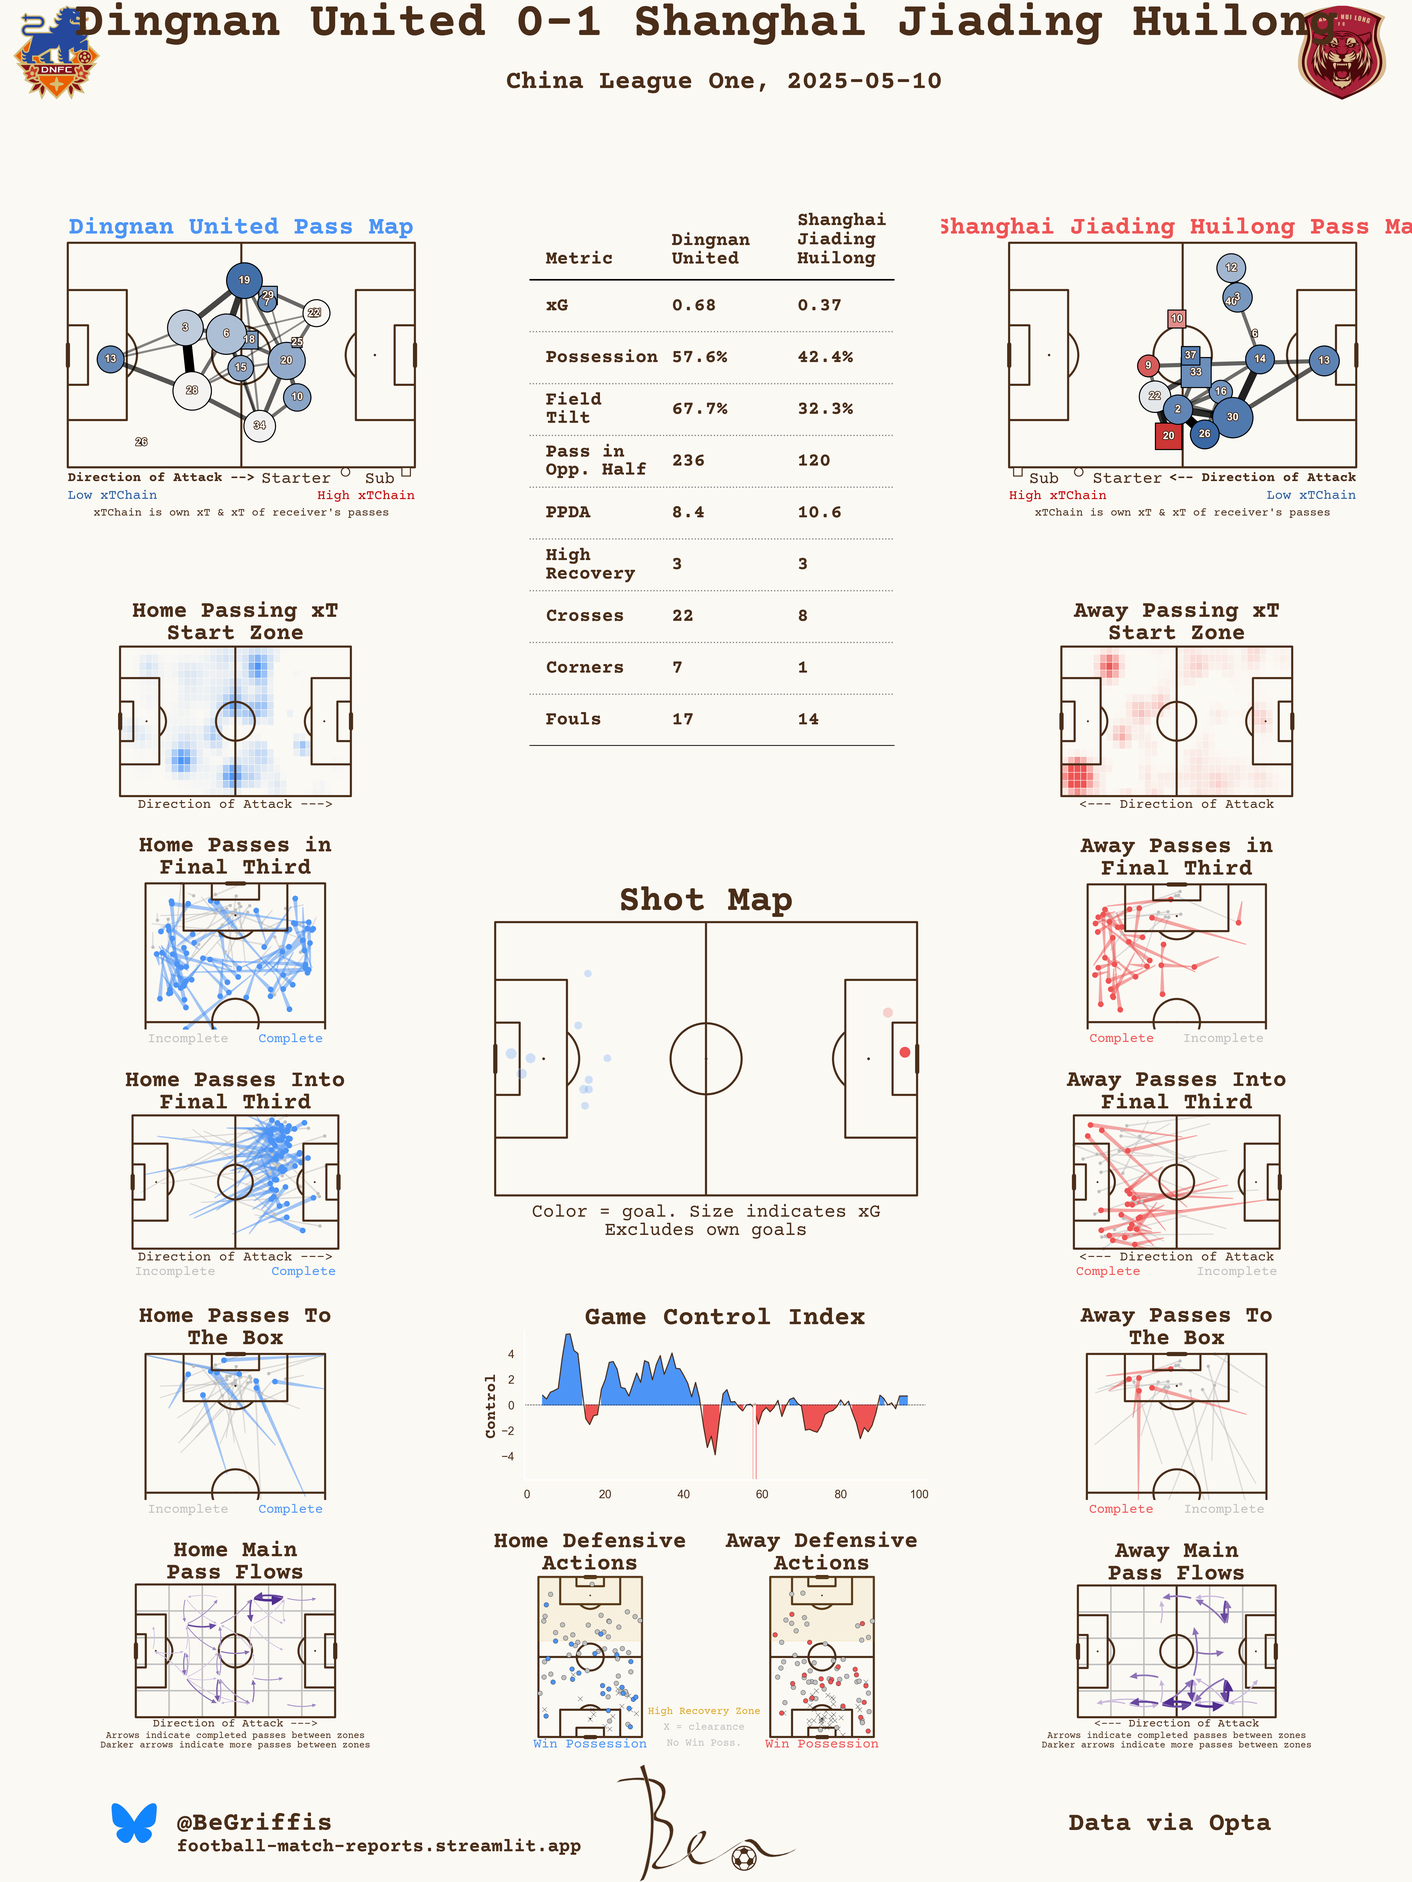 Dingnan United 0-1 Shanghai Jiading Huilong
China League One, 2025-05-10
DNFC
HUI LONG
Dingnan United Pass Map
19
29
7
22
3
6
18
25
13
15
20
28
10
34
26
Direction of Attack --> Starter Sub
Low xTChain High xTChain
xTChain is own xT & xT of receiver's passes
Metric Dingnan United Shanghai Jiading Huilong
xG 0.68 0.37
Possession 57.6% 42.4%
Field Tilt 67.7% 32.3%
Pass in Opp. Half 236 120
PPDA 8.4 10.6
High Recovery 3 3
Crosses 22 8
Corners 7 1
Fouls 17 14
Shanghai Jiading Huilong Pass Ma
12
40
3
10
6
37
9
33
14
13
22
16
2
30
20
26
Sub Starter <-- Direction of Attack
High xTChain Low xTChain
xTChain is own xT & xT of receiver's passes
Home Passing xT
Start Zone
Direction of Attack --->
Away Passing xT
Start Zone
<--- Direction of Attack
Home Passes in
Final Third
Incomplete Complete
Away Passes in
Final Third
Complete Incomplete
Shot Map
Color = goal. Size indicates xG
Excludes own goals
Home Passes Into
Final Third
Direction of Attack --->
Incomplete Complete
Away Passes Into
Final Third
<--- Direction of Attack
Complete Incomplete
Home Passes To
The Box
Incomplete Complete
Game Control Index
Control
4
2
0
−2
−4
0 20 40 60 80 100
Away Passes To
The Box
Complete Incomplete
Home Main
Pass Flows
Direction of Attack --->
Arrows indicate completed passes between zones
Darker arrows indicate more passes between zones
Home Defensive
Actions
Win Possession
High Recovery Zone
X = clearance
No Win Poss.
Away Defensive
Actions
Win Possession
Away Main
Pass Flows
<--- Direction of Attack
Arrows indicate completed passes between zones
Darker arrows indicate more passes between zones
@BeGriffis
football-match-reports.streamlit.app
Ben
Data via Opta